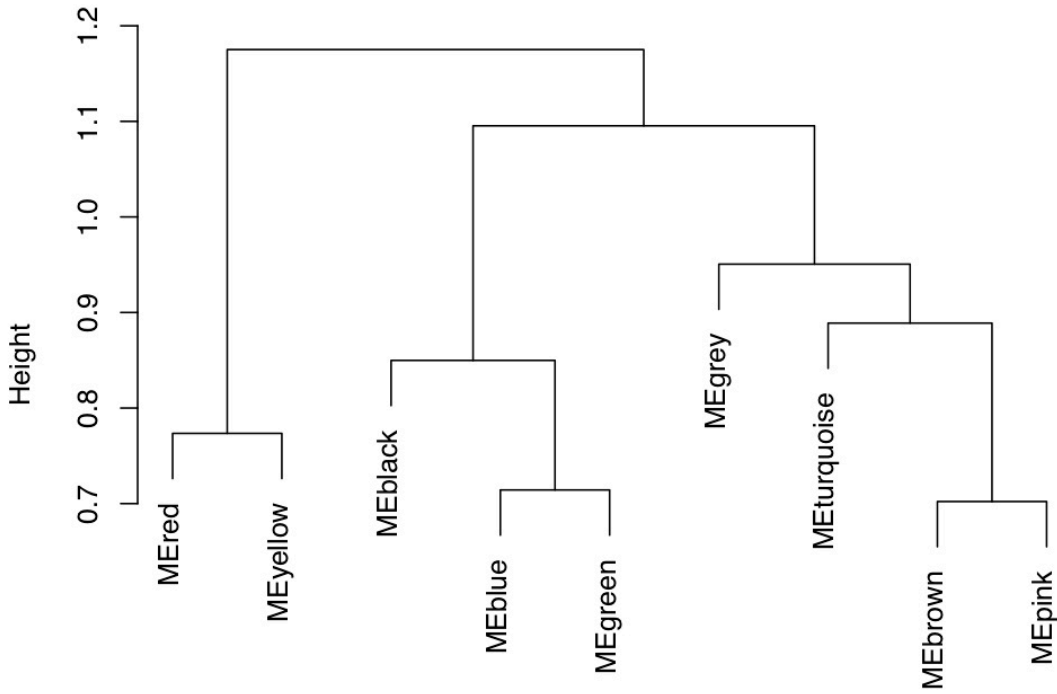 Height
1.2
1.1
1.0
0.9
0.8
0.7
MEred
MEyellow
MEblack
MEblue
MEgreen
MEgrey
MEturquoise
MEbrown
MEpink